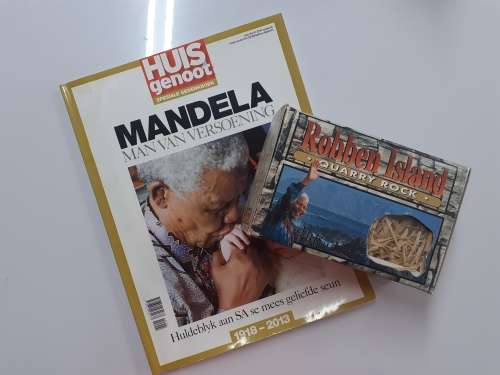 HUIS
genoot
SPESIALE GEDENKUITGAWE
MANDELA
MAN VAN VERSOENING
Huldeblyk aan SA se mees geliefde seun
1918 – 2013
Robben Island
• QUARRY ROCK •